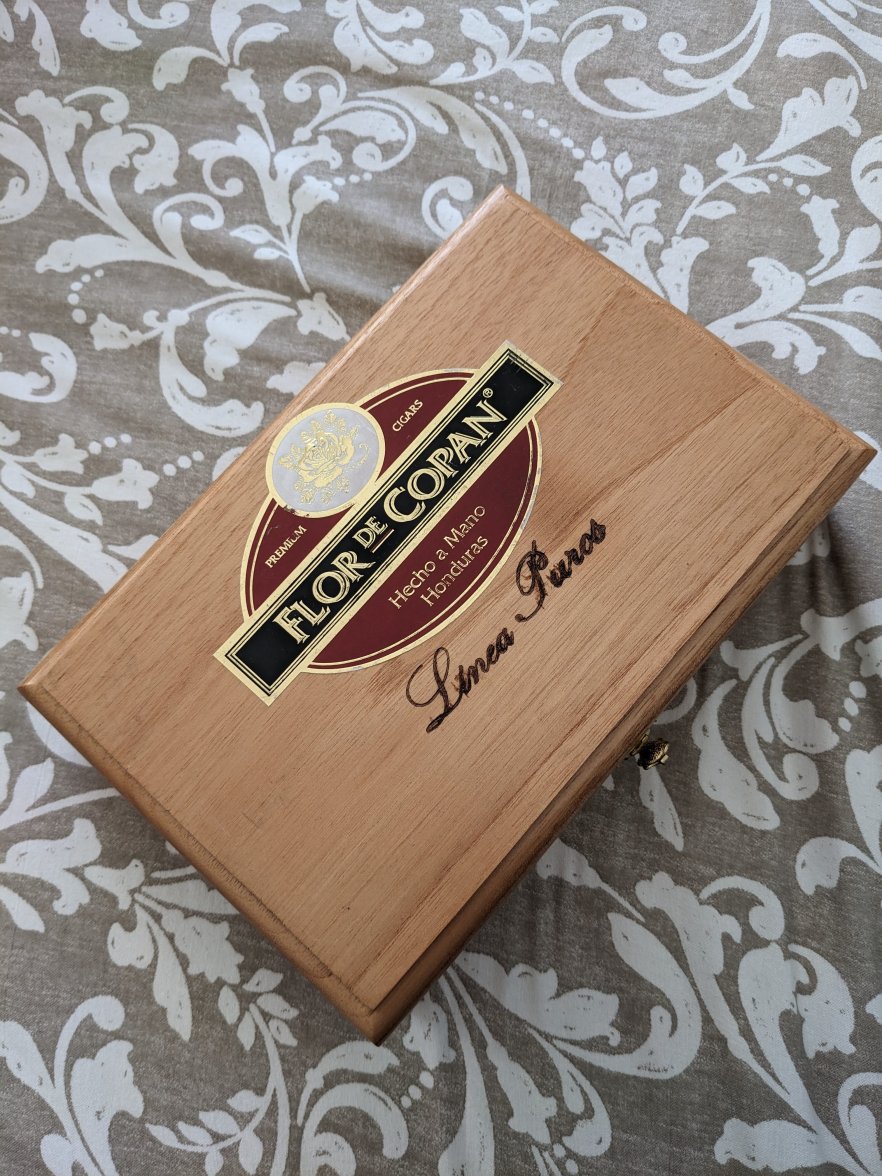 PREMIUM CIGARS
FLOR DE COPAN®
Hecho a Mano
Honduras
Linea Puros